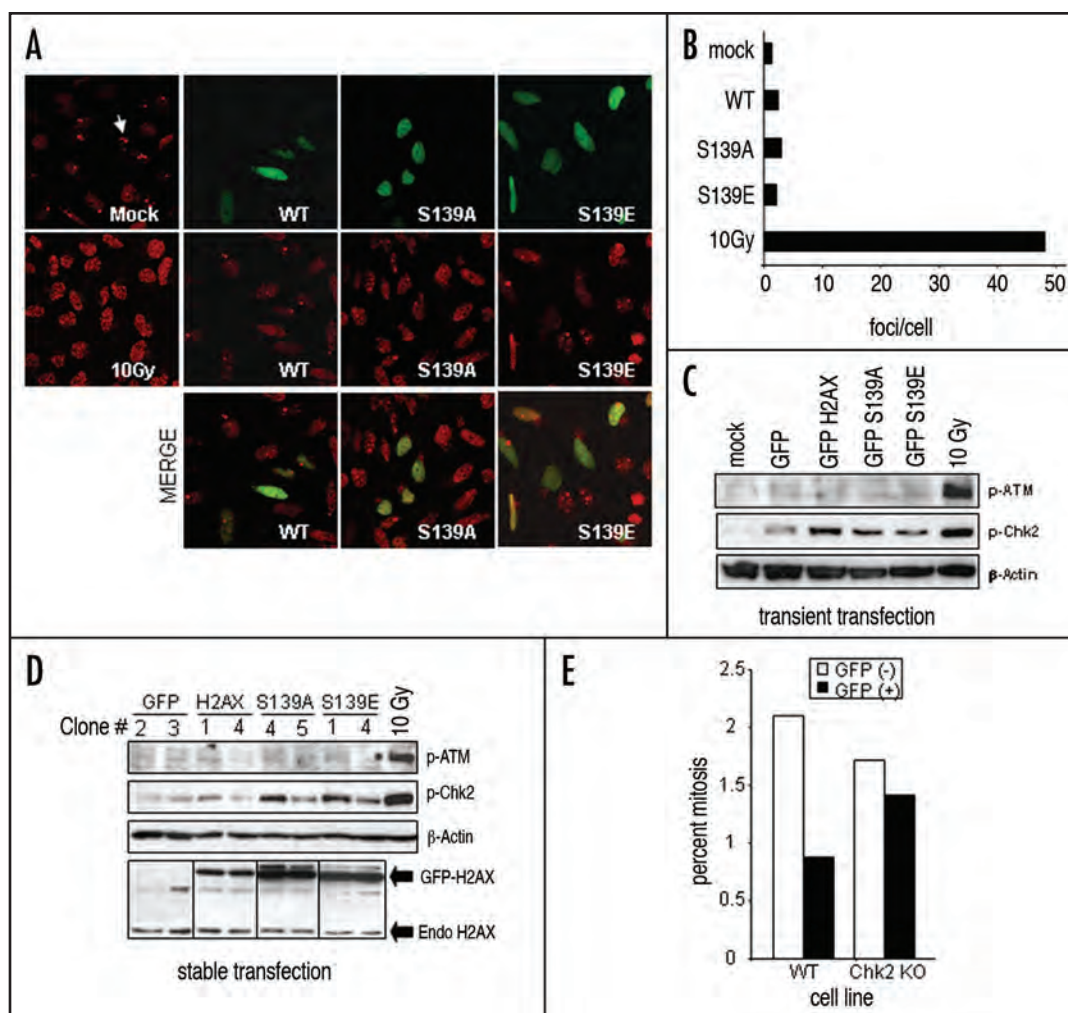 A
Mock
WT
S139A
S139E
10Gy
WT
S139A
S139E
MERGE
WT
S139A
S139E
B
mock
WT
S139A
S139E
10Gy
0 10 20 30 40 50
foci/cell
C
mock
GFP
GFP H2AX
GFP S139A
GFP S139E
10 Gy
p-ATM
p-Chk2
β-Actin
transient transfection
D
GFP H2AX S139A S139E 10 Gy
Clone # 2 3 1 4 4 5 1 4
p-ATM
p-Chk2
β-Actin
GFP-H2AX
Endo H2AX
stable transfection
E
GFP (-)
GFP (+)
percent mitosis
2.5
2
1.5
1
0.5
0
WT Chk2 KO
cell line